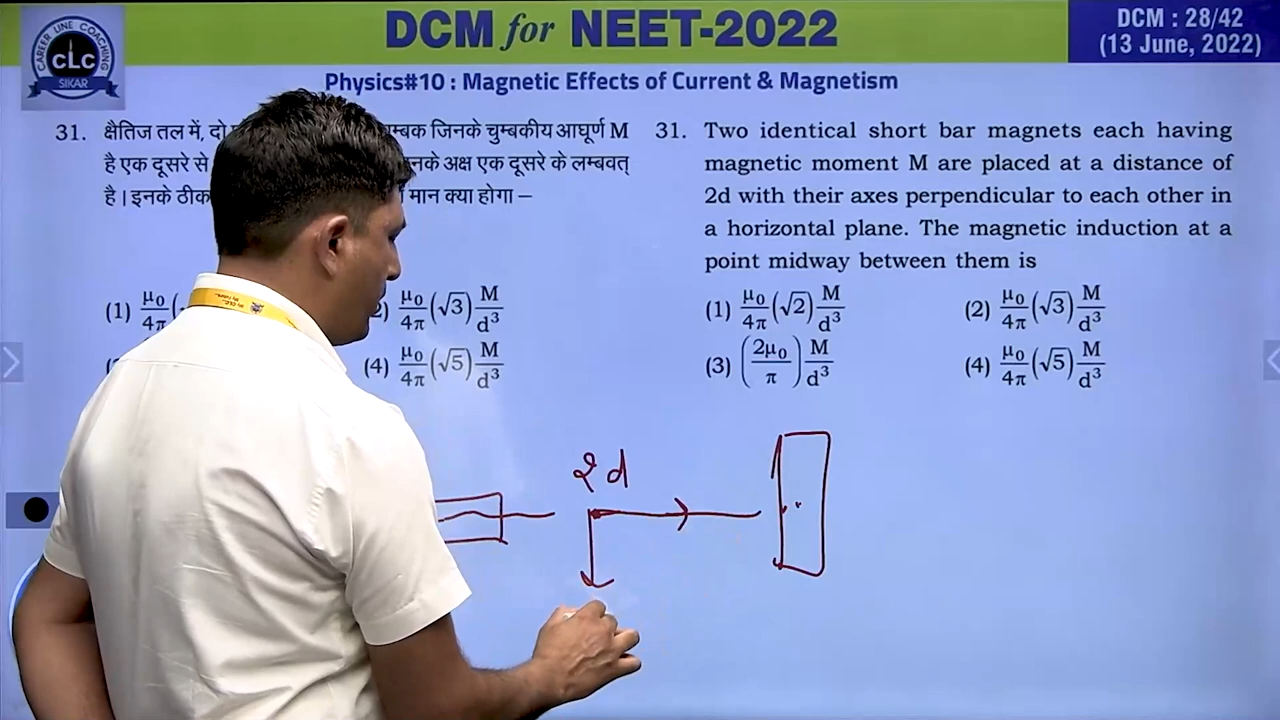 DCM for NEET-2022
DCM : 28/42
(13 June, 2022)
CAREER LINE COACHING
CLC
SIKAR
Physics#10 : Magnetic Effects of Current & Magnetism
31. क्षैतिज तल में, दो जिनके चुम्बकीय आघूर्ण M
है एक दूसरे से अक्ष एक दूसरे के लम्बवत्
है। इनके ठीक मान क्या होगा –
(1) μ₀/4π
μ₀/4π (√3) M/d³
(4) μ₀/4π (√5) M/d³
31. Two identical short bar magnets each having
magnetic moment M are placed at a distance of
2d with their axes perpendicular to each other in
a horizontal plane. The magnetic induction at a
point midway between them is
(1) μ₀/4π (√2) M/d³ (2) μ₀/4π (√3) M/d³
(3) (2μ₀/π) M/d³ (4) μ₀/4π (√5) M/d³
2d